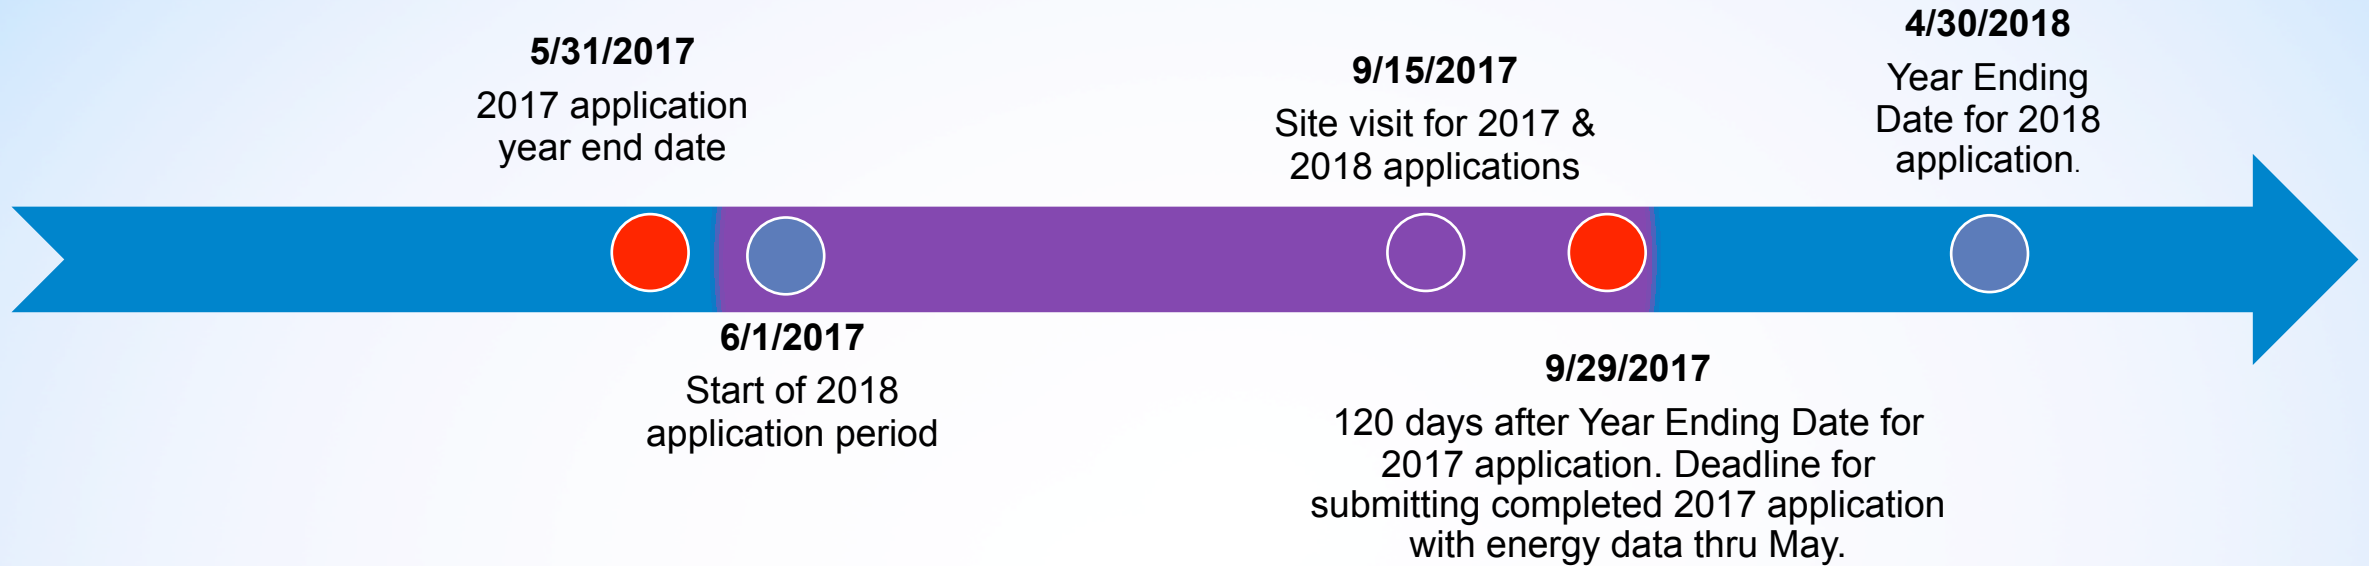 5/31/2017
2017 application
year end date
6/1/2017
Start of 2018
application period
9/15/2017
Site visit for 2017 &
2018 applications
9/29/2017
120 days after Year Ending Date for
2017 application. Deadline for
submitting completed 2017 application
with energy data thru May.
4/30/2018
Year Ending
Date for 2018
application.